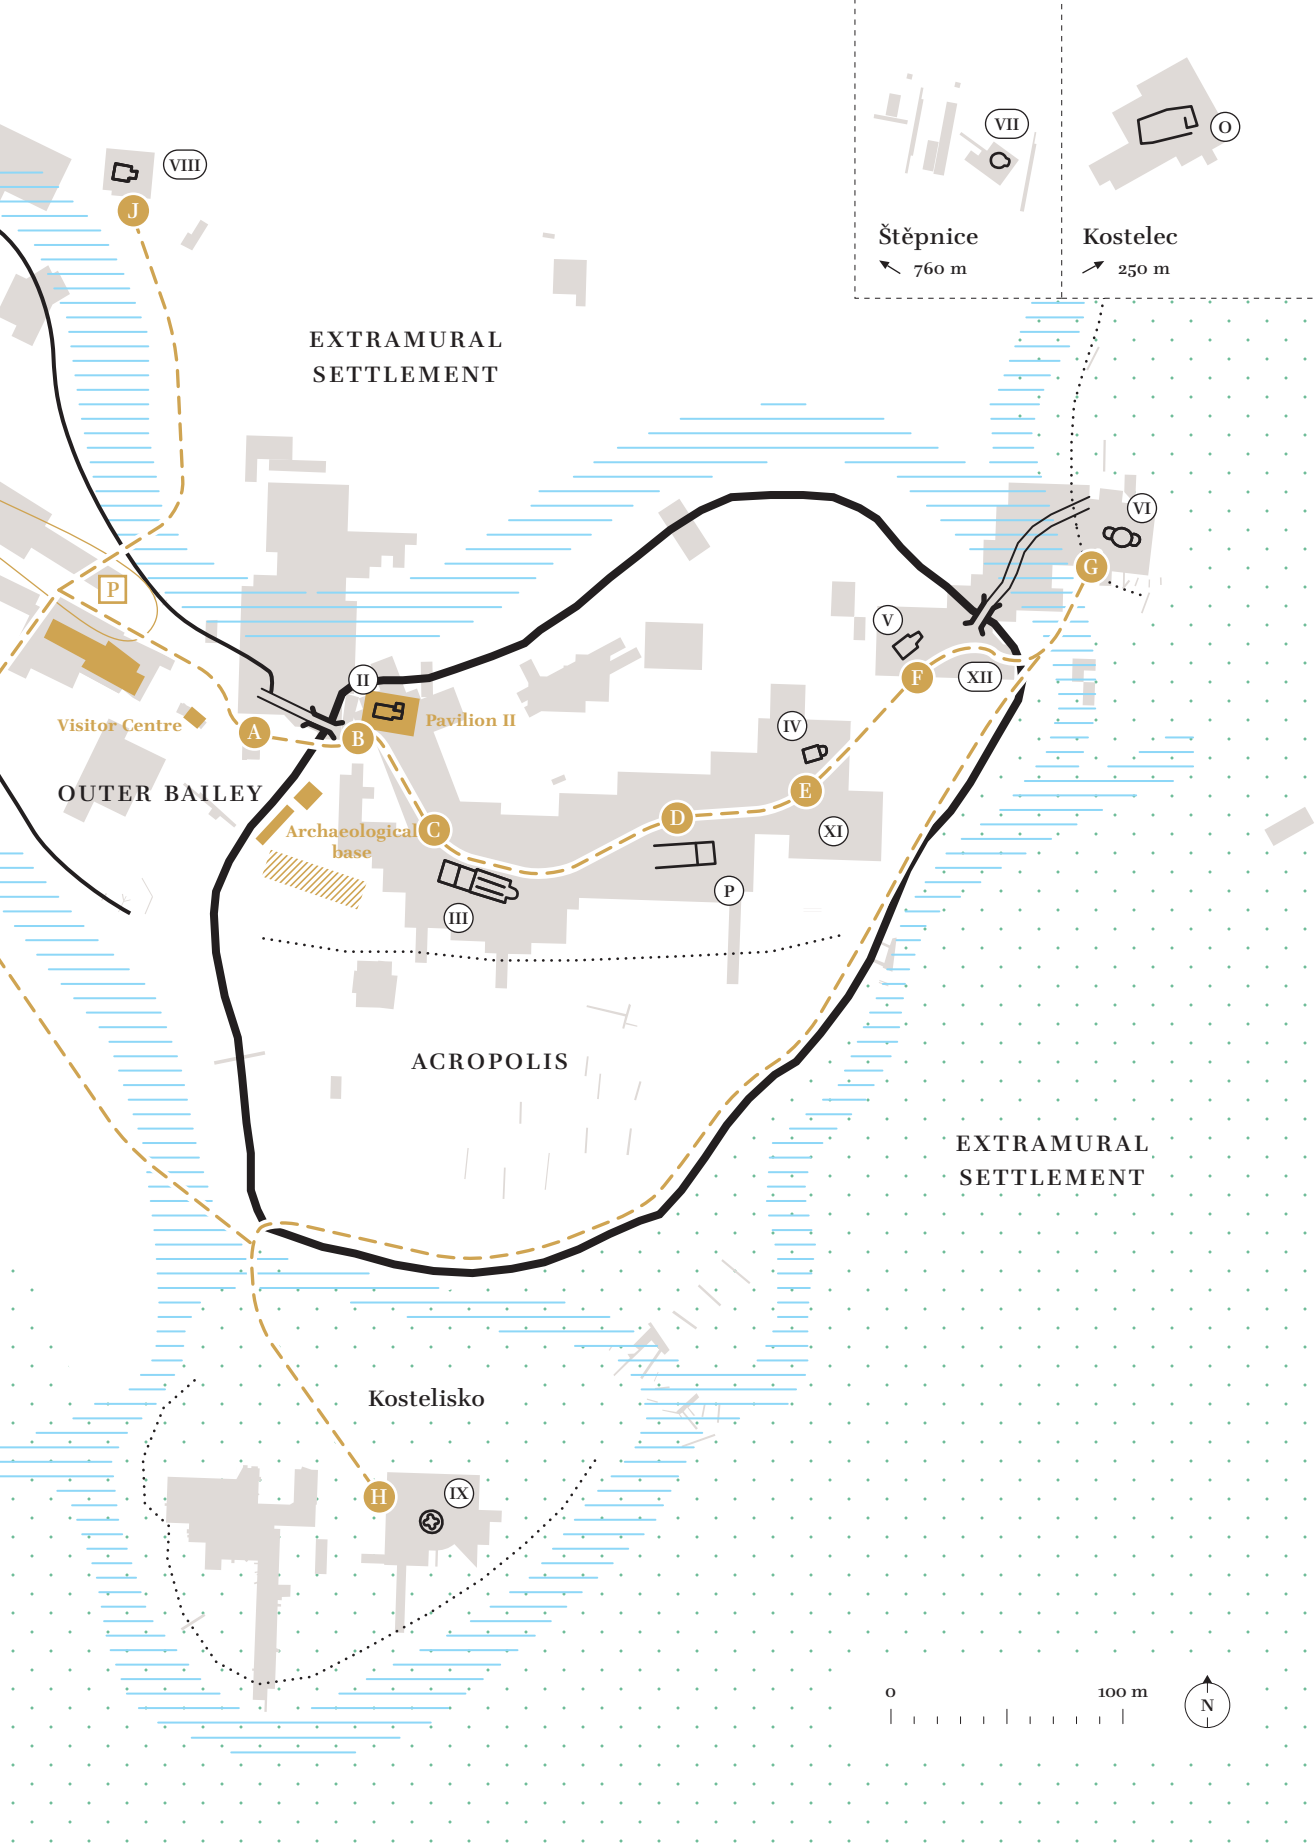 VII
O
Štěpnice
760 m
Kostelec
250 m
VIII
J
EXTRAMURAL
SETTLEMENT
VI
G
P
V
F
XII
II
Visitor Centre
A
B
Pavilion II
IV
E
OUTER BAILEY
Archaeological
base
C
D
XI
P
III
ACROPOLIS
EXTRAMURAL
SETTLEMENT
Kostelisko
H
IX
0
100 m
N